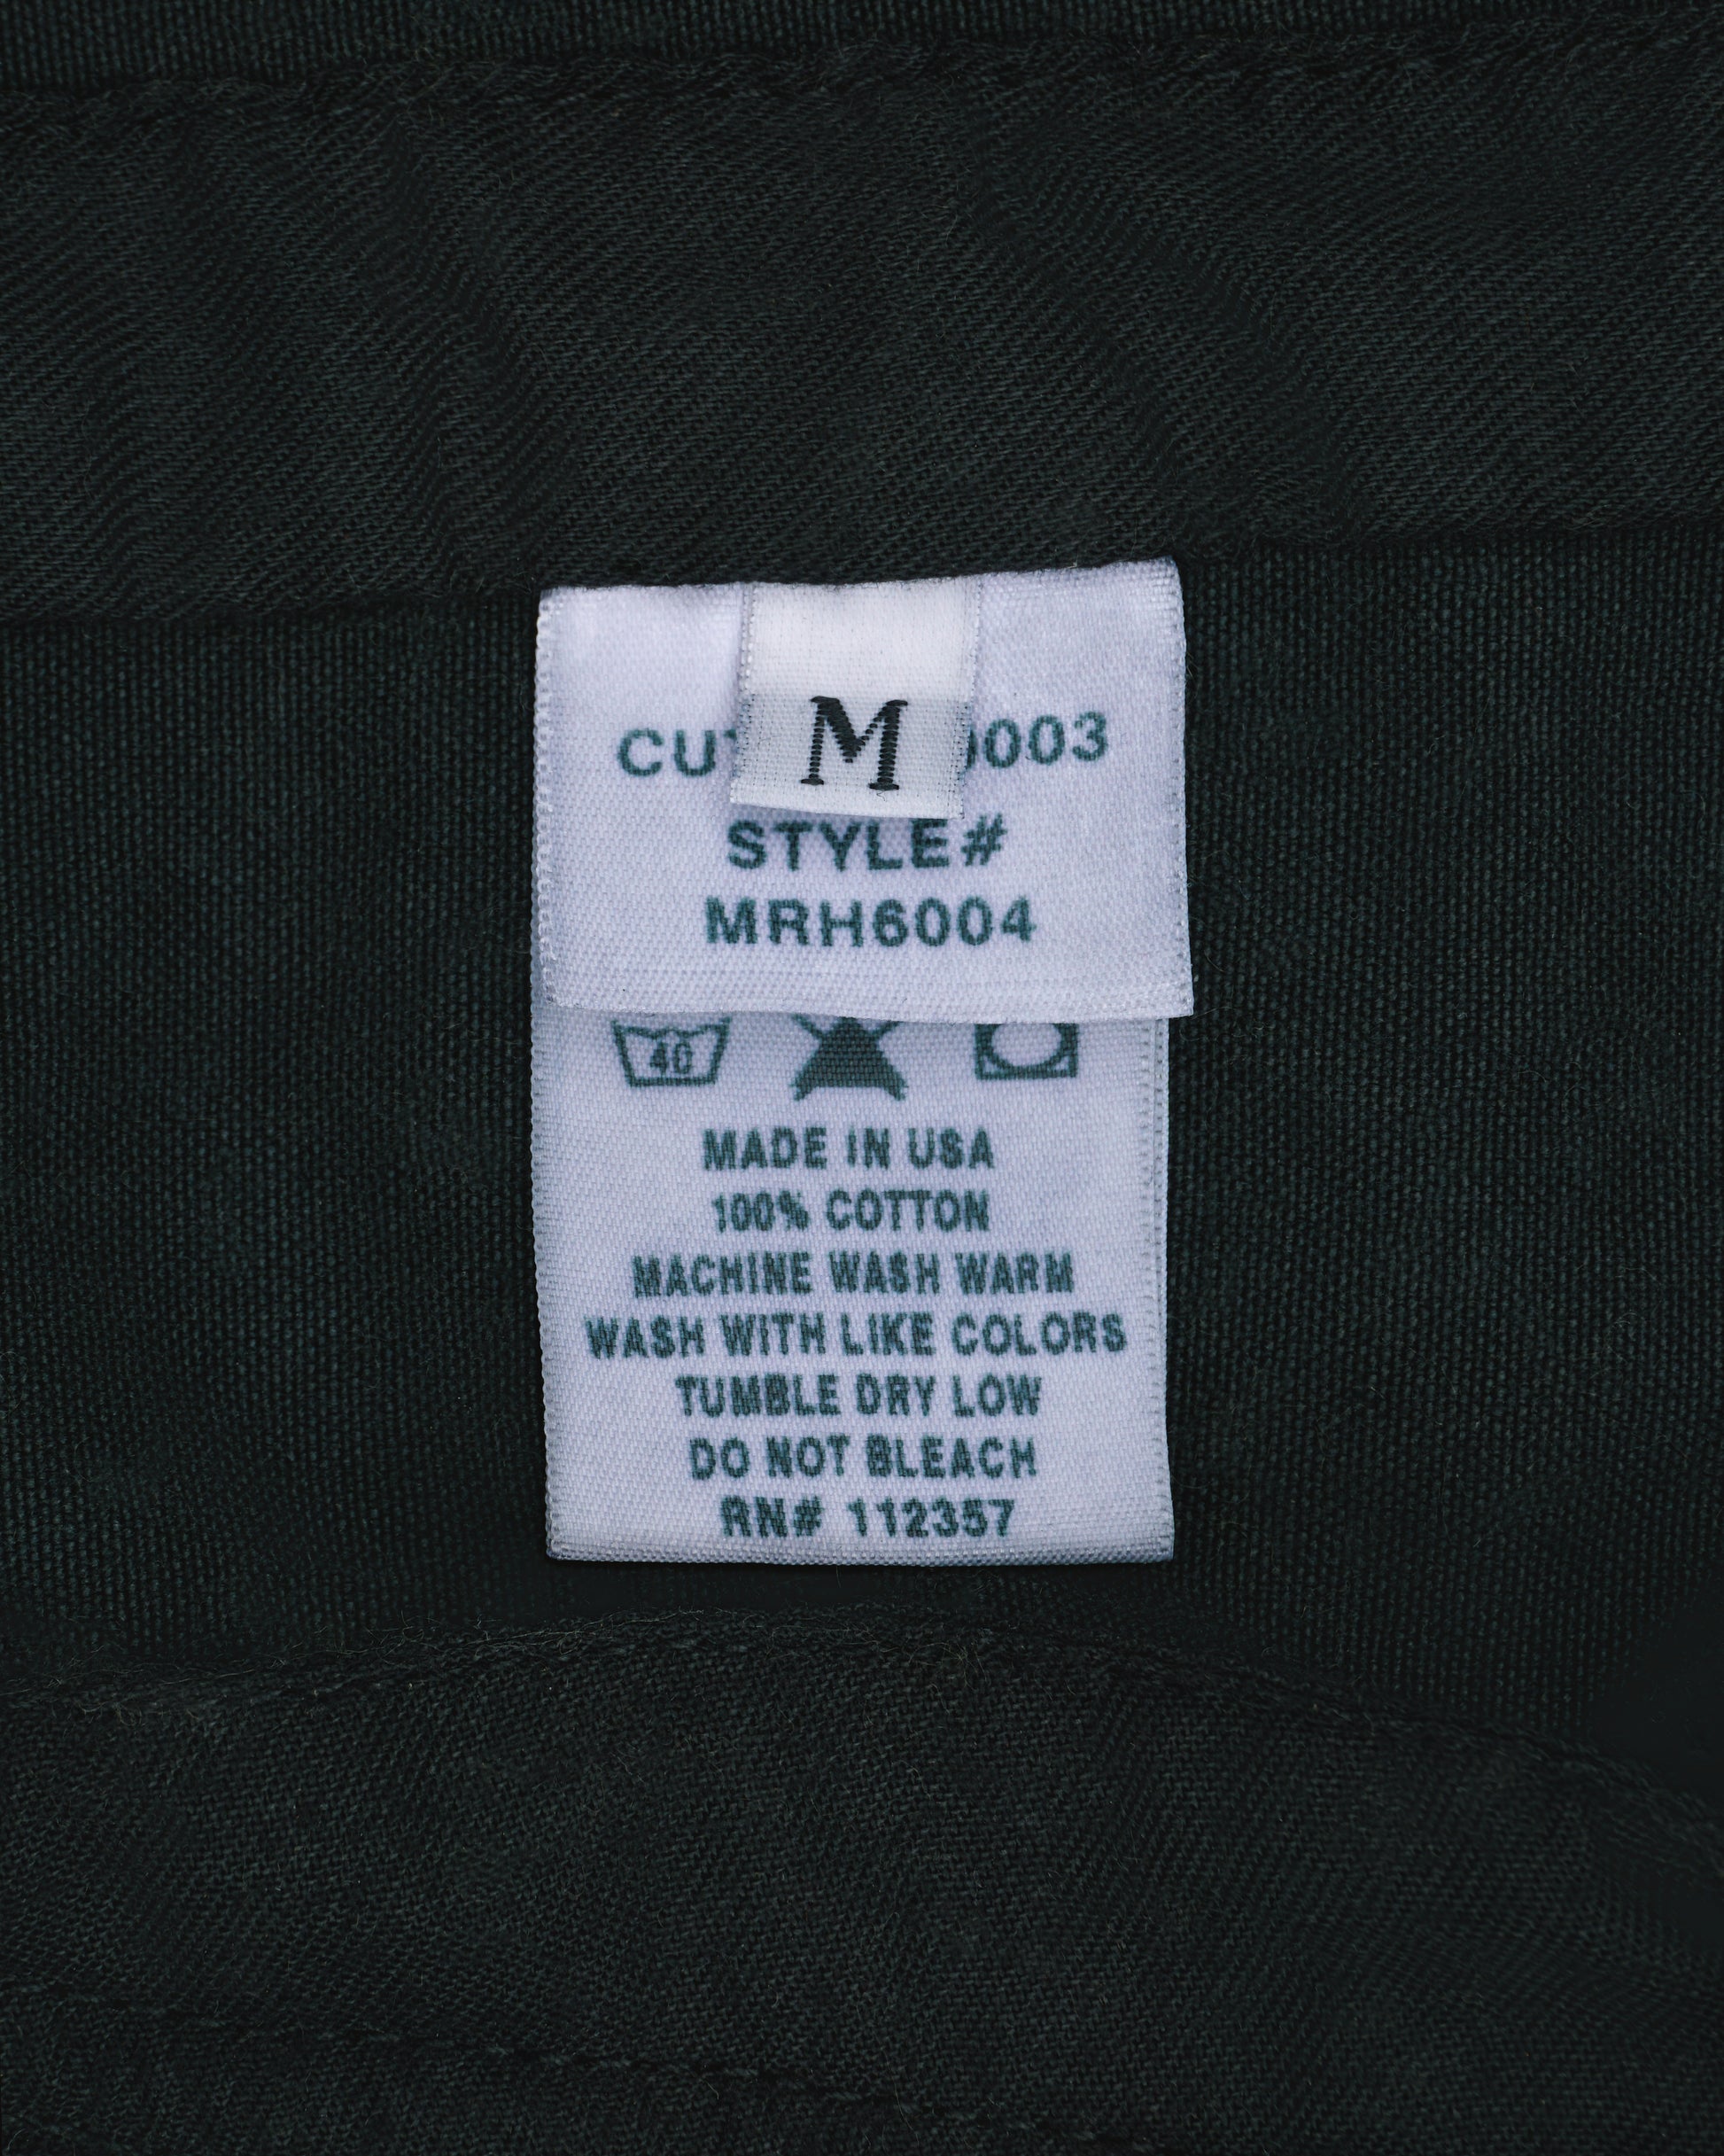 M
0003
STYLE#
MRH6004
40
MADE IN USA
100% COTTON
MACHINE WASH WARM
WASH WITH LIKE COLORS
TUMBLE DRY LOW
DO NOT BLEACH
RN# 112357